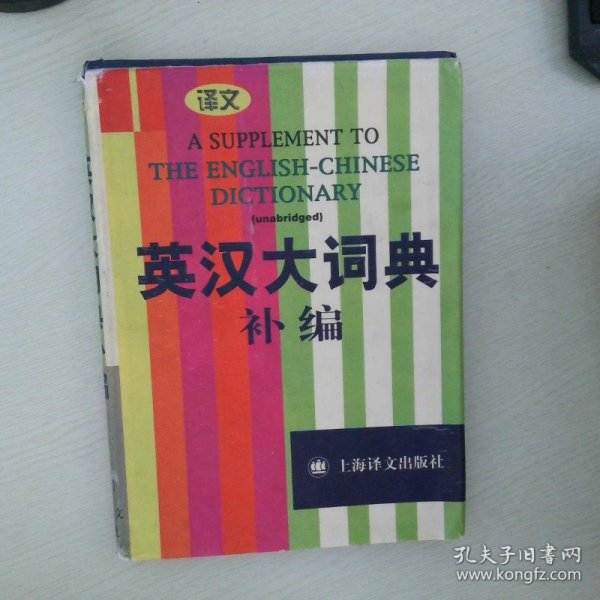 译文
A SUPPLEMENT TO
THE ENGLISH-CHINESE
DICTIONARY
(unabridged)
英汉大词典
补编
上海译文出版社
孔夫子旧书网
www.kongfz.com